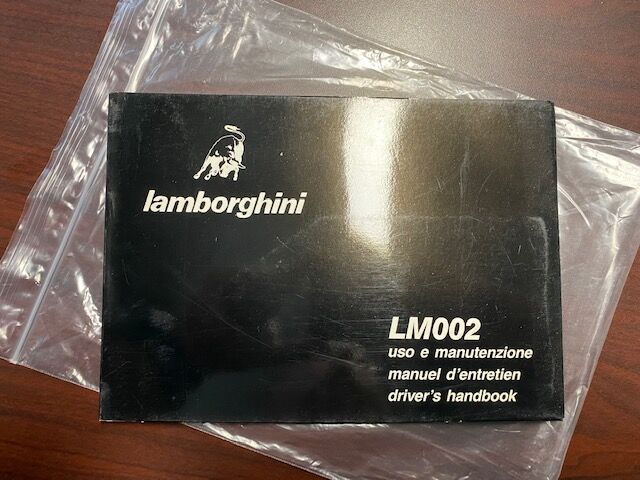 lamborghini
LM002
uso e manutenzione
manuel d'entretien
driver's handbook